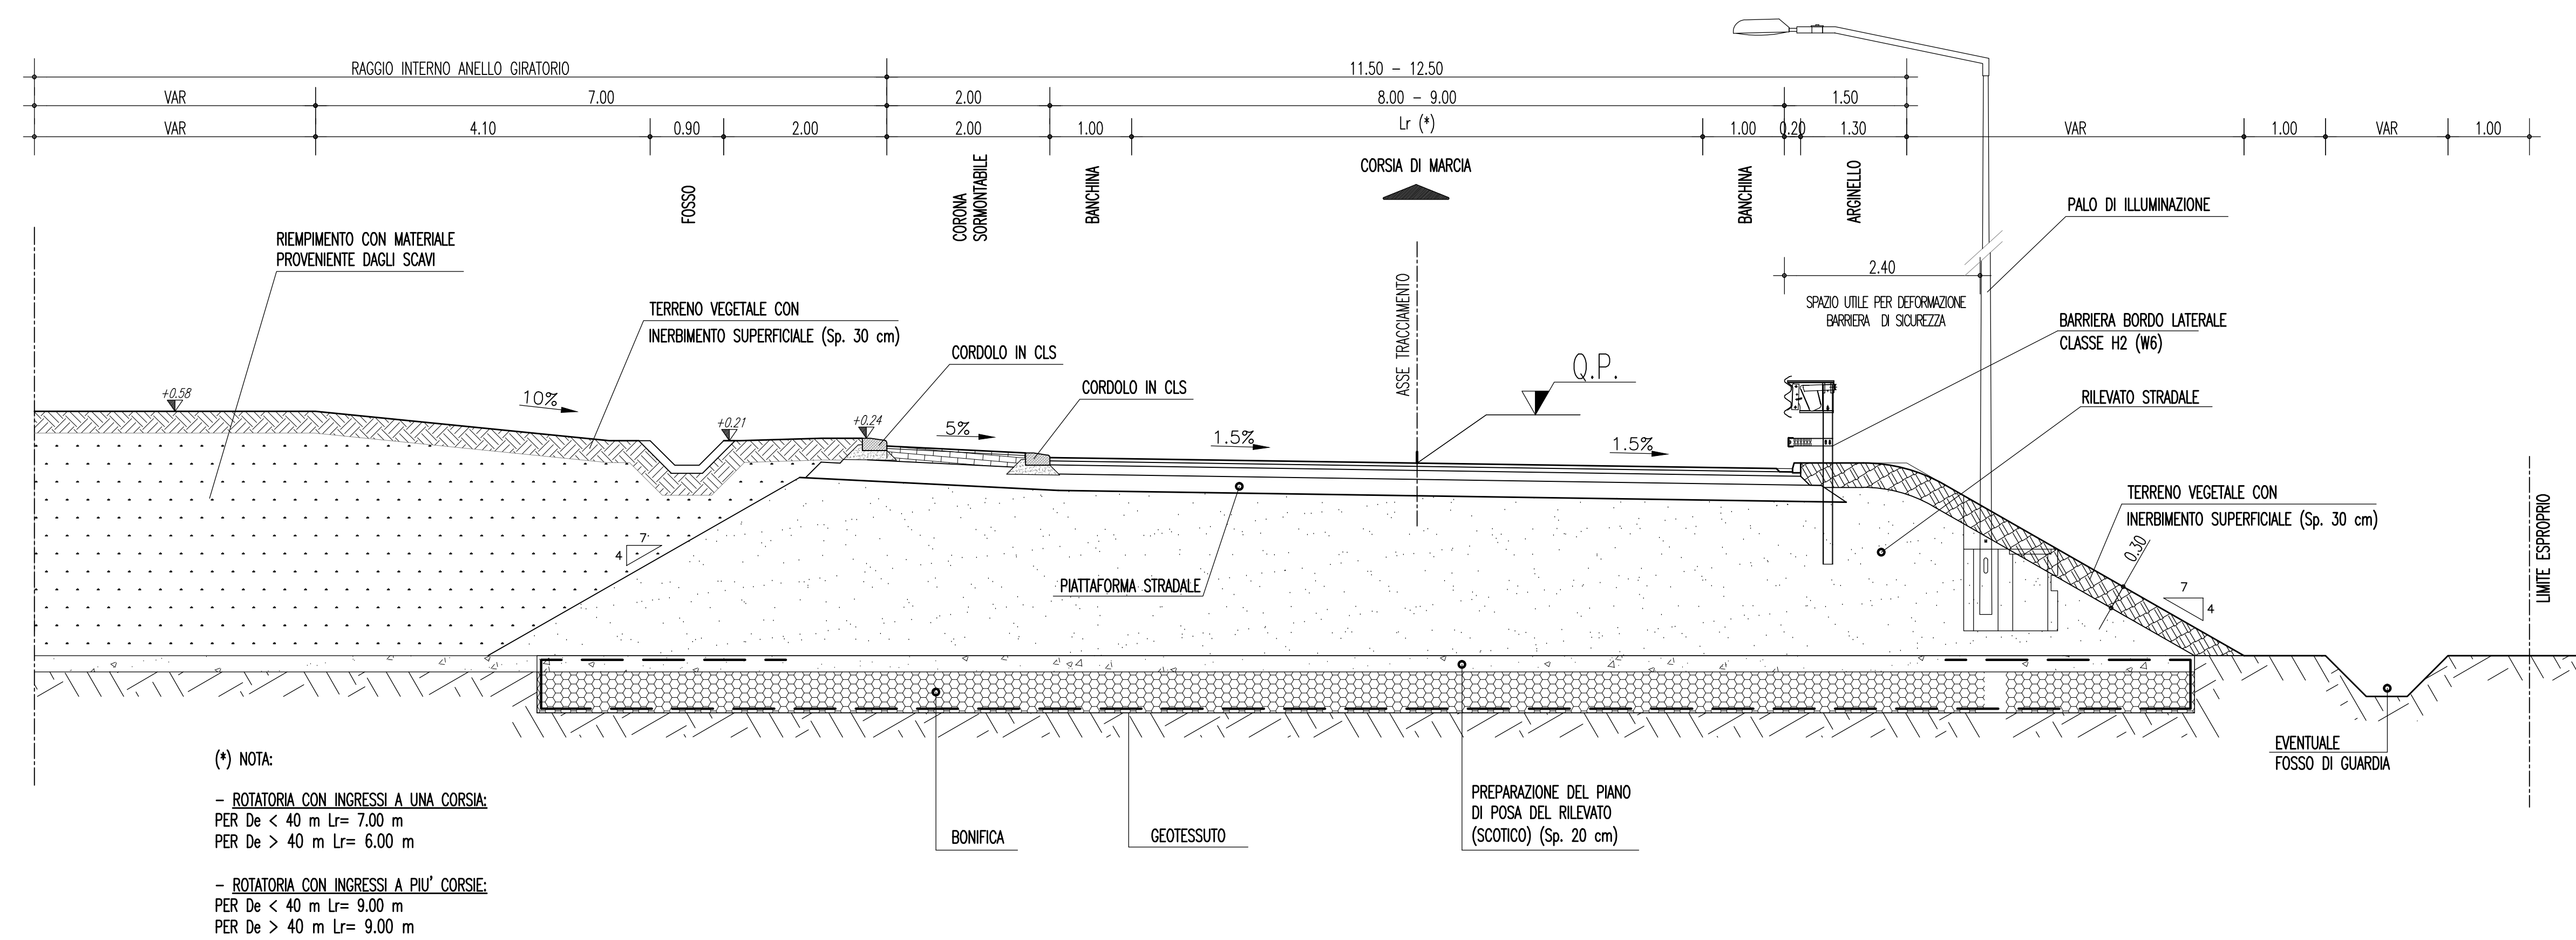 RAGGIO INTERNO ANELLO GIRATORIO
11.50 - 12.50
VAR
7.00
2.00
8.00 - 9.00
1.50
VAR
4.10
0.90
2.00
2.00
1.00
Lr (*)
1.00
0.20
1.30
VAR
1.00
VAR
1.00
FOSSO
CORONA
SORMONTABILE
BANCHINA
CORSIA DI MARCIA
BANCHINA
ARGINELLO
PALO DI ILLUMINAZIONE
RIEMPIMENTO CON MATERIALE
PROVENIENTE DAGLI SCAVI
2.40
SPAZIO UTILE PER DEFORMAZIONE
BARRIERA DI SICUREZZA
TERRENO VEGETALE CON
INERBIMENTO SUPERFICIALE (Sp. 30 cm)
CORDOLO IN CLS
CORDOLO IN CLS
ASSE TRACCIAMENTO
Q.P.
BARRIERA BORDO LATERALE
CLASSE H2 (W6)
RILEVATO STRADALE
+0.58
10%
+0.21
+0.24
5%
1.5%
1.5%
TERRENO VEGETALE CON
INERBIMENTO SUPERFICIALE (Sp. 30 cm)
LIMITE ESPROPRIO
7
4
0.30
7
4
PIATTAFORMA STRADALE
EVENTUALE
FOSSO DI GUARDIA
PREPARAZIONE DEL PIANO
DI POSA DEL RILEVATO
(SCOTICO) (Sp. 20 cm)
BONIFICA
GEOTESSUTO
(*) NOTA:
- ROTATORIA CON INGRESSI A UNA CORSIA:
PER De < 40 m Lr= 7.00 m
PER De > 40 m Lr= 6.00 m
- ROTATORIA CON INGRESSI A PIU' CORSIE:
PER De < 40 m Lr= 9.00 m
PER De > 40 m Lr= 9.00 m